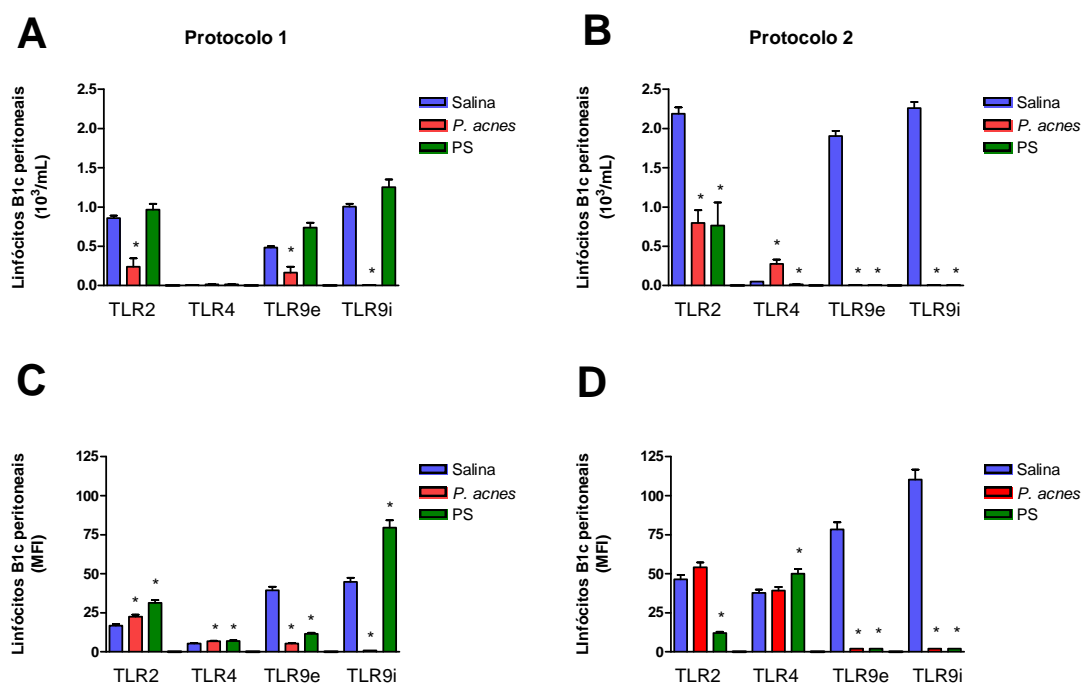 A
Protocolo 1
Linfócitos B1c peritoneais
(10³/mL)
2.5
2.0
1.5
1.0
0.5
0.0
TLR2 TLR4 TLR9e TLR9i
* * *
Salina
P. acnes
PS
B
Protocolo 2
Linfócitos B1c peritoneais
(10³/mL)
2.5
2.0
1.5
1.0
0.5
0.0
TLR2 TLR4 TLR9e TLR9i
* * * * * * * *
Salina
P. acnes
PS
C
Linfócitos B1c peritoneais
(MFI)
125
100
75
50
25
0
TLR2 TLR4 TLR9e TLR9i
* * * * * * * *
Salina
P. acnes
PS
D
Linfócitos B1c peritoneais
(MFI)
125
100
75
50
25
0
TLR2 TLR4 TLR9e TLR9i
* * * * * *
Salina
P. acnes
PS